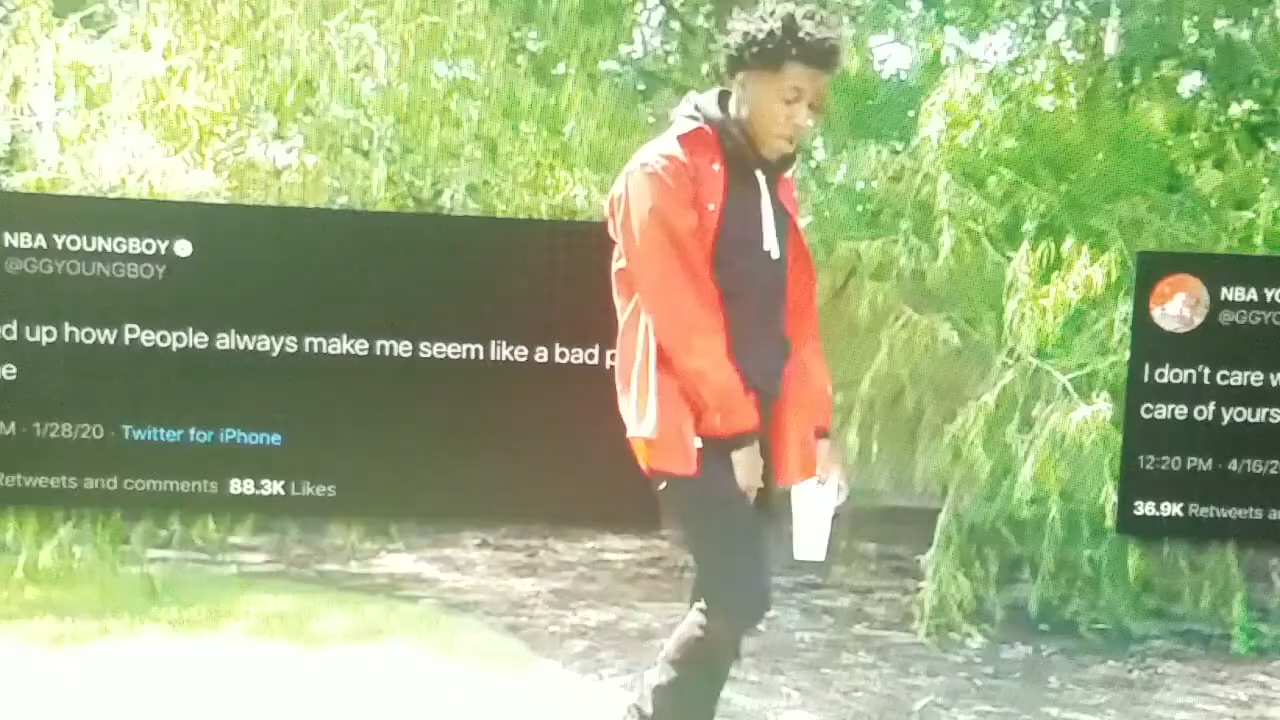 NBA YOUNGBOY
@GGYOUNGBOY
d up how People always make me seem like a bad p
e
M · 1/28/20 · Twitter for iPhone
Retweets and comments 88.3K Likes
NBA YO
@GGYO
I don't care w
care of yours
12:20 PM · 4/16/2
36.9K Retweets a